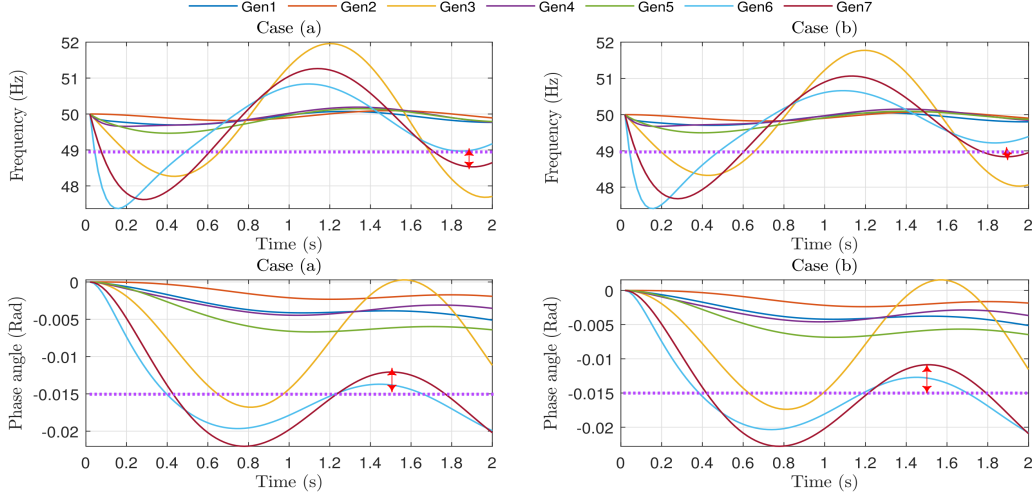 Gen1 Gen2 Gen3 Gen4 Gen5 Gen6 Gen7
Case (a)
52
51
50
49
48
Frequency (Hz)
0 0.2 0.4 0.6 0.8 1 1.2 1.4 1.6 1.8 2
Time (s)
Case (b)
52
51
50
49
48
Frequency (Hz)
0 0.2 0.4 0.6 0.8 1 1.2 1.4 1.6 1.8 2
Time (s)
Case (a)
0
-0.005
-0.01
-0.015
-0.02
Phase angle (Rad)
0 0.2 0.4 0.6 0.8 1 1.2 1.4 1.6 1.8 2
Time (s)
Case (b)
0
-0.005
-0.01
-0.015
-0.02
Phase angle (Rad)
0 0.2 0.4 0.6 0.8 1 1.2 1.4 1.6 1.8 2
Time (s)